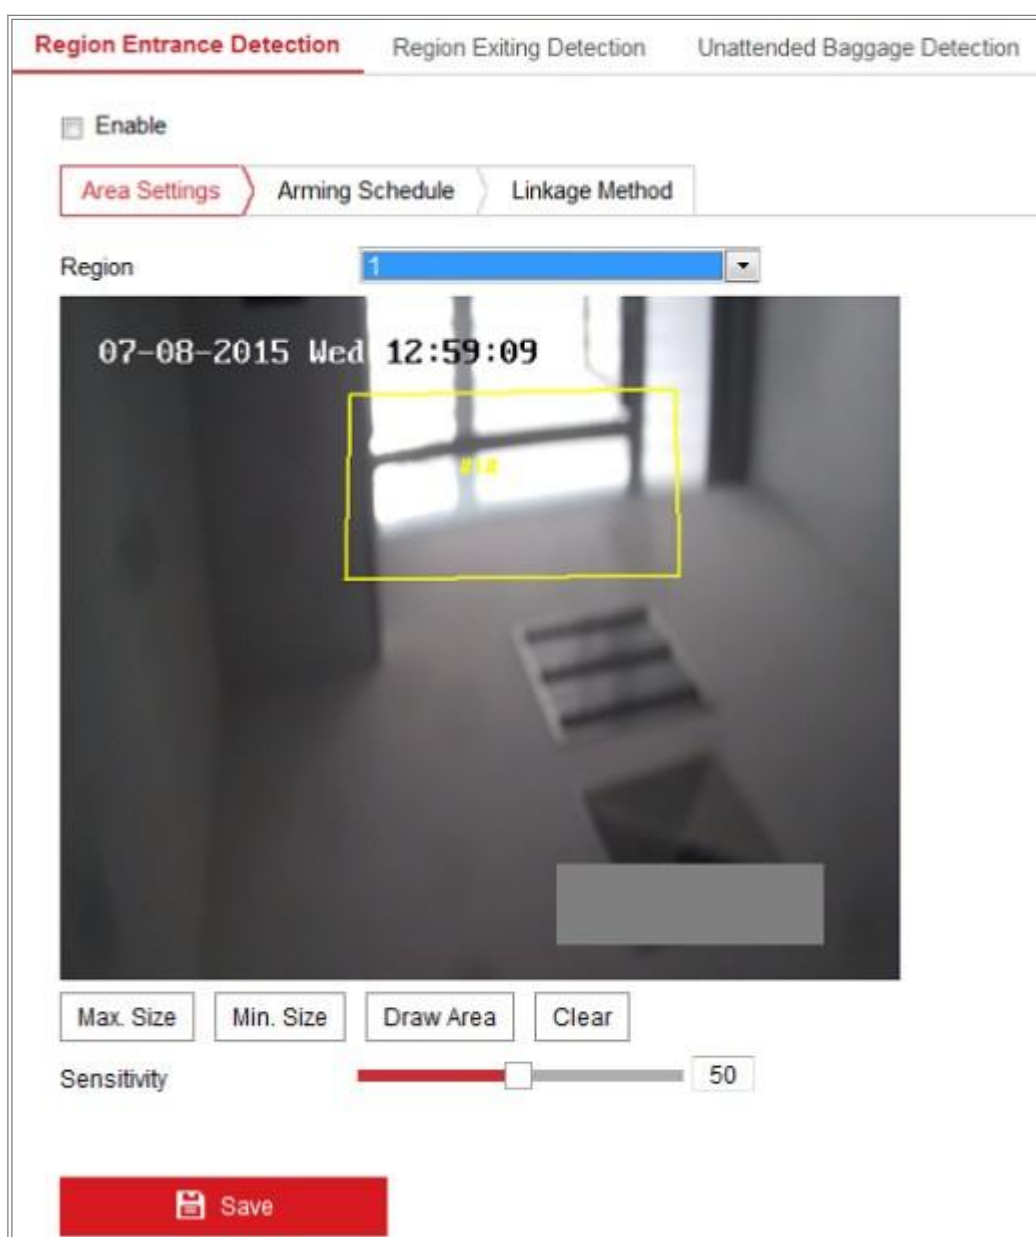 Region Entrance Detection Region Exiting Detection Unattended Baggage Detection
Enable
Area Settings Arming Schedule Linkage Method
Region 1
07-08-2015 Wed 12:59:09
#1#
Max. Size Min. Size Draw Area Clear
Sensitivity 50
Save